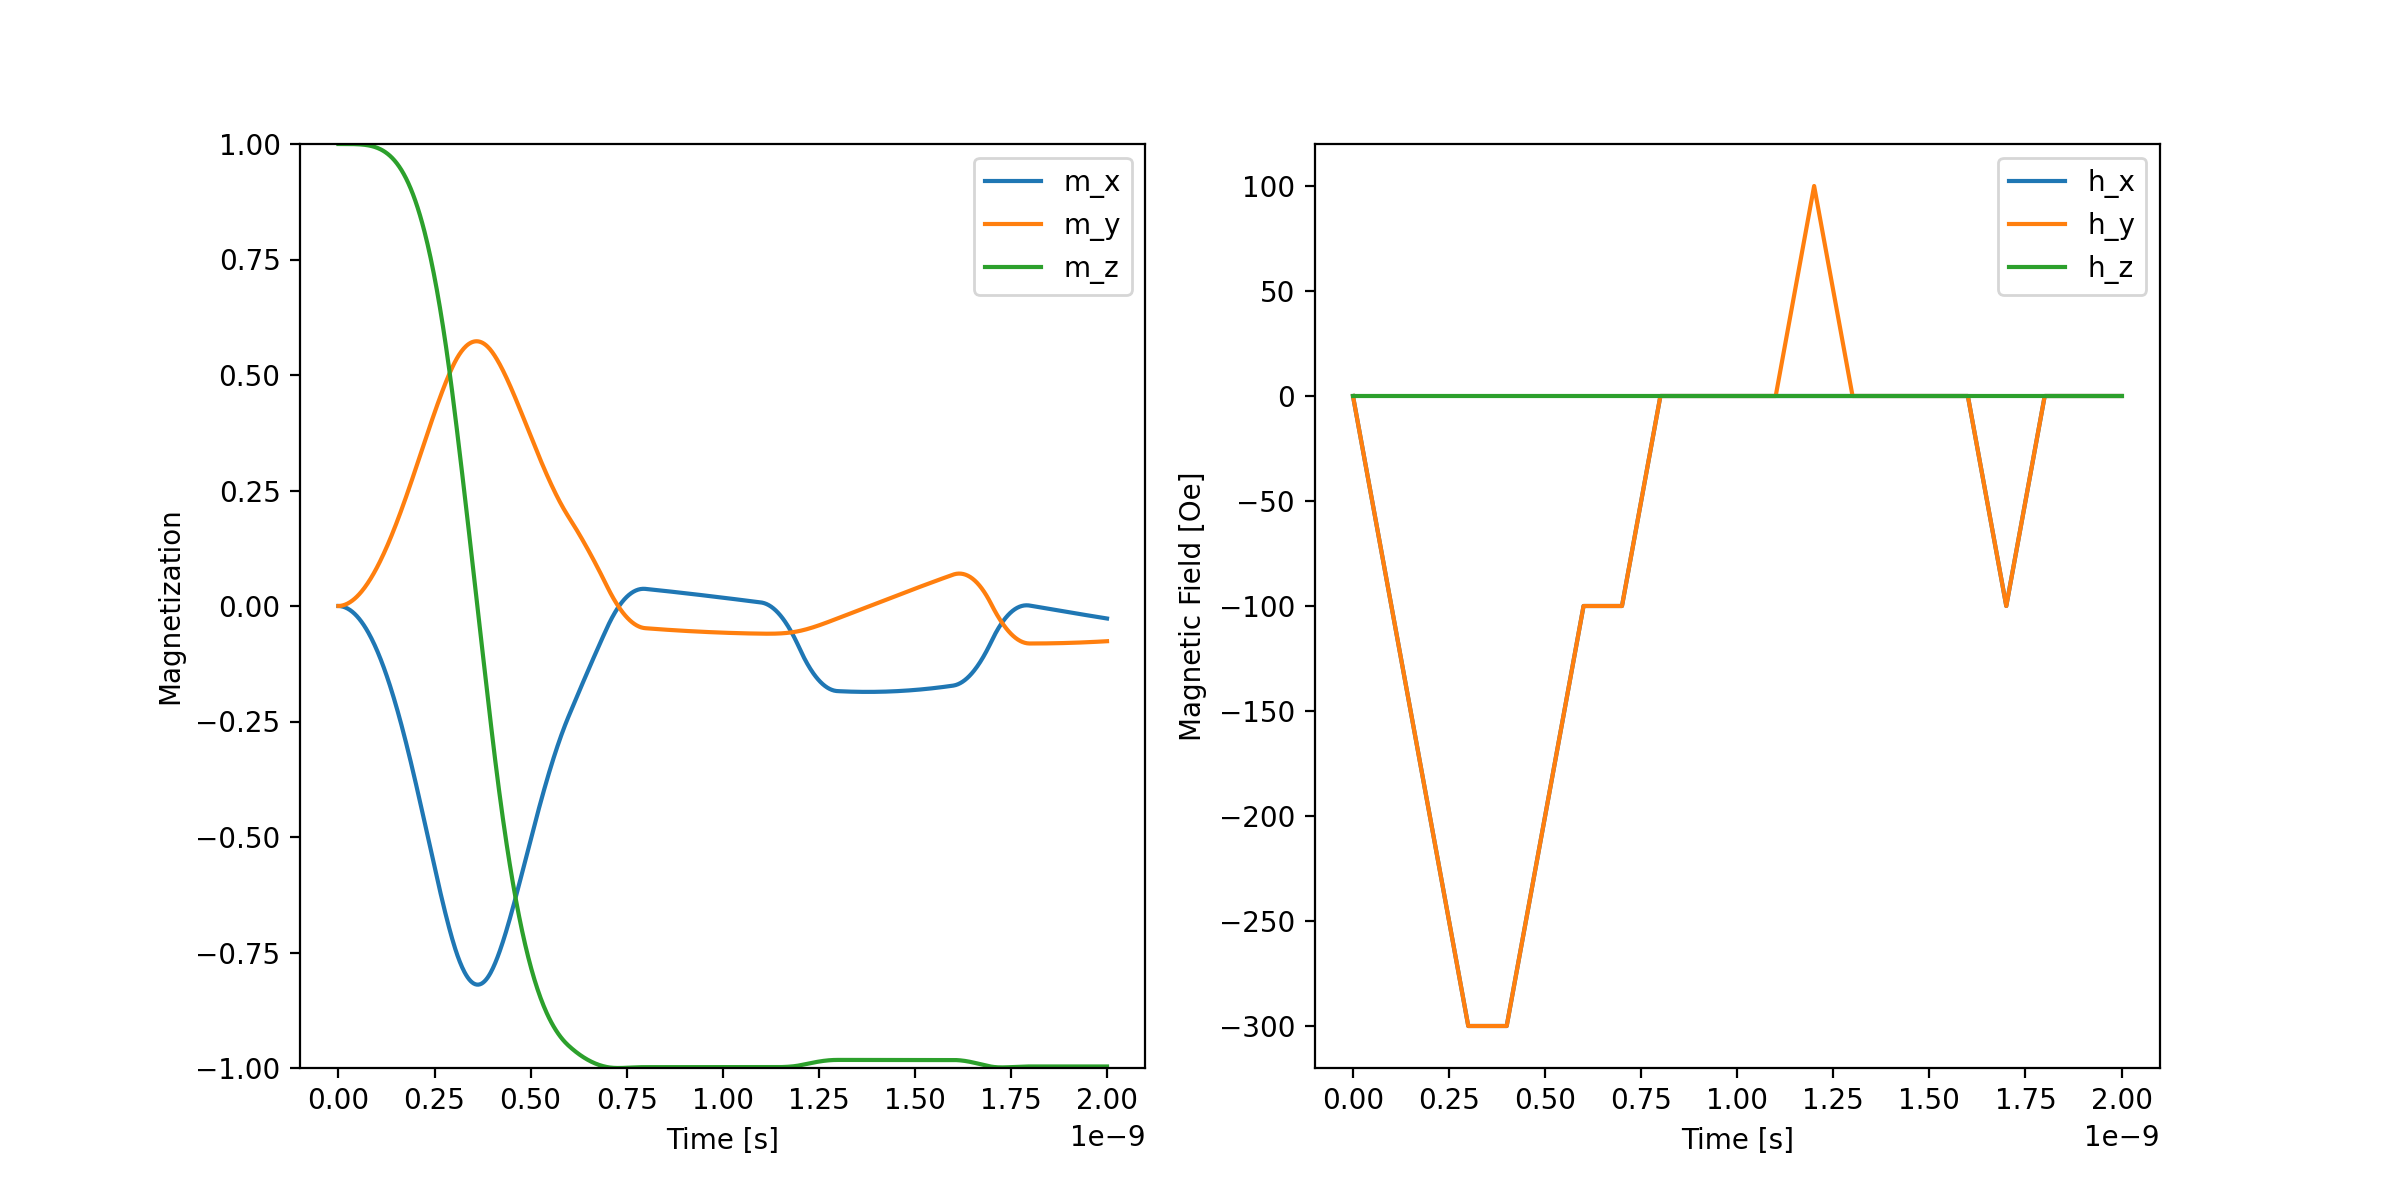 1.00
0.75
0.50
0.25
0.00
−0.25
−0.50
−0.75
−1.00
Magnetization
m_x
m_y
m_z
0.00 0.25 0.50 0.75 1.00 1.25 1.50 1.75 2.00
Time [s]
1e−9
100
50
0
−50
−100
−150
−200
−250
−300
Magnetic Field [Oe]
h_x
h_y
h_z
0.00 0.25 0.50 0.75 1.00 1.25 1.50 1.75 2.00
Time [s]
1e−9